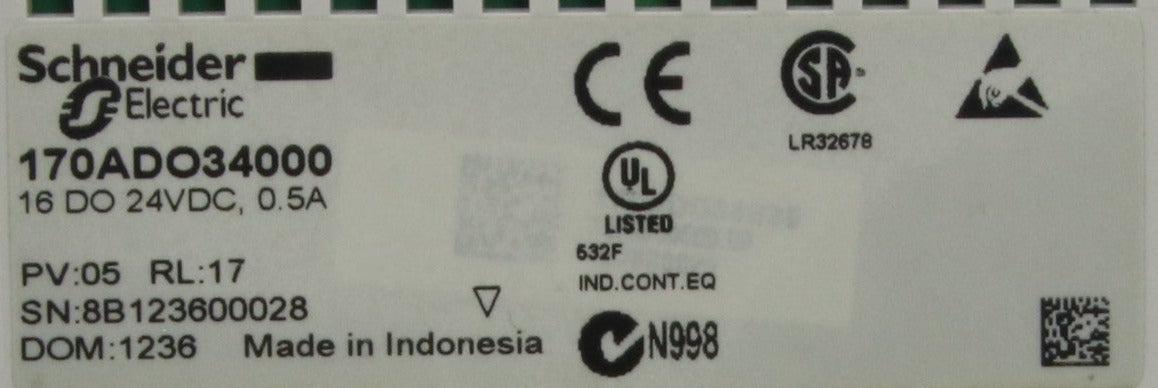 Schneider
Electric
170ADO34000
16 DO 24VDC, 0.5A
PV:05 RL:17
SN:8B123600028
DOM:1236 Made in Indonesia
CE
UL
LISTED
632F
IND.CONT.EQ
N998
CSA
LR32678